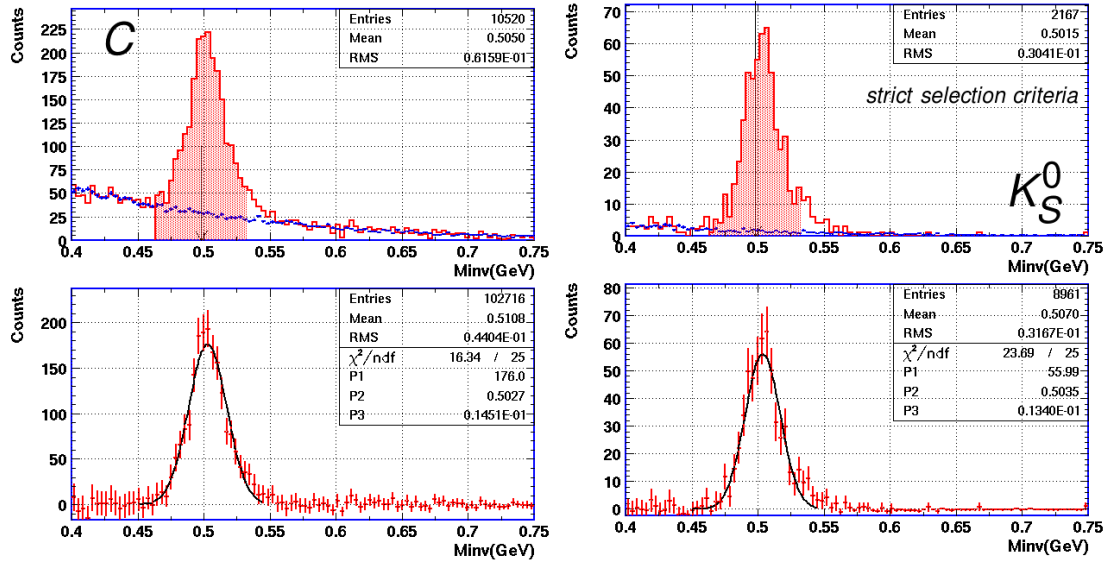 C
Entries 10520
Mean 0.5050
RMS 0.6159E-01
Counts
225
200
175
150
125
100
75
50
25
0
0.4 0.45 0.5 0.55 0.6 0.65 0.7 0.75
Minv(GeV)
Entries 2167
Mean 0.5015
RMS 0.3041E-01
strict selection criteria
K⁰S
Counts
70
60
50
40
30
20
10
0
0.4 0.45 0.5 0.55 0.6 0.65 0.7 0.75
Minv(GeV)
Entries 102716
Mean 0.5108
RMS 0.4404E-01
χ²/ndf 16.34 / 25
P1 176.0
P2 0.5027
P3 0.1451E-01
Counts
200
150
100
50
0
0.4 0.45 0.5 0.55 0.6 0.65 0.7 0.75
Minv(GeV)
Entries 8961
Mean 0.5070
RMS 0.3167E-01
χ²/ndf 23.69 / 25
P1 55.99
P2 0.5035
P3 0.1340E-01
Counts
80
70
60
50
40
30
20
10
0
0.4 0.45 0.5 0.55 0.6 0.65 0.7 0.75
Minv(GeV)